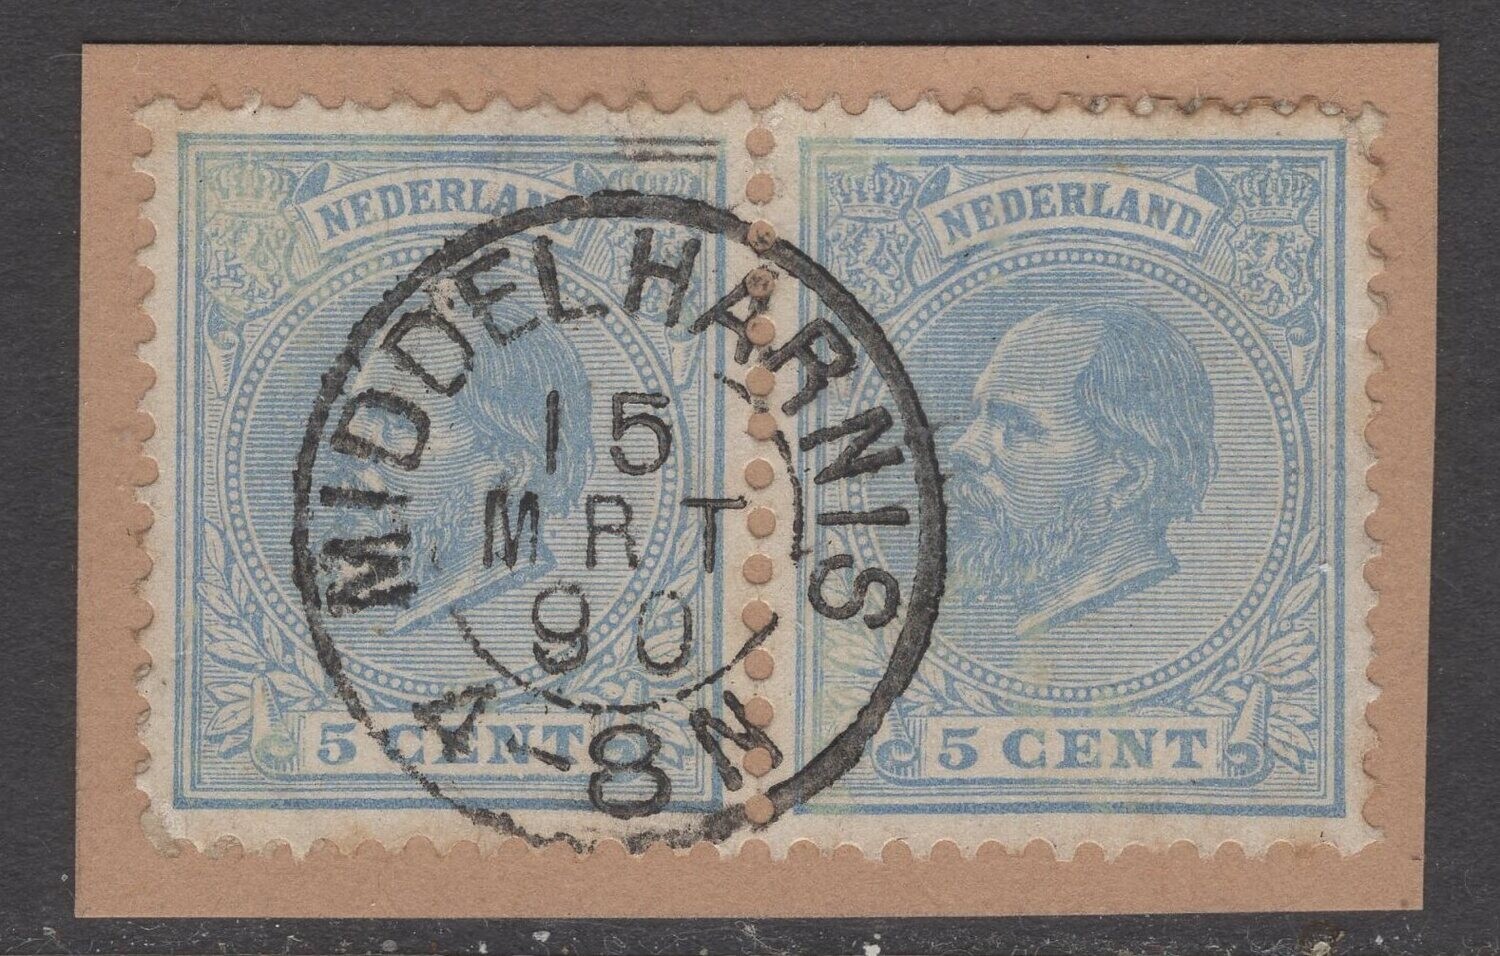 NEDERLAND
5 CENT
NEDERLAND
5 CENT
MIDDELHARNIS
15
MRT
90
8-N